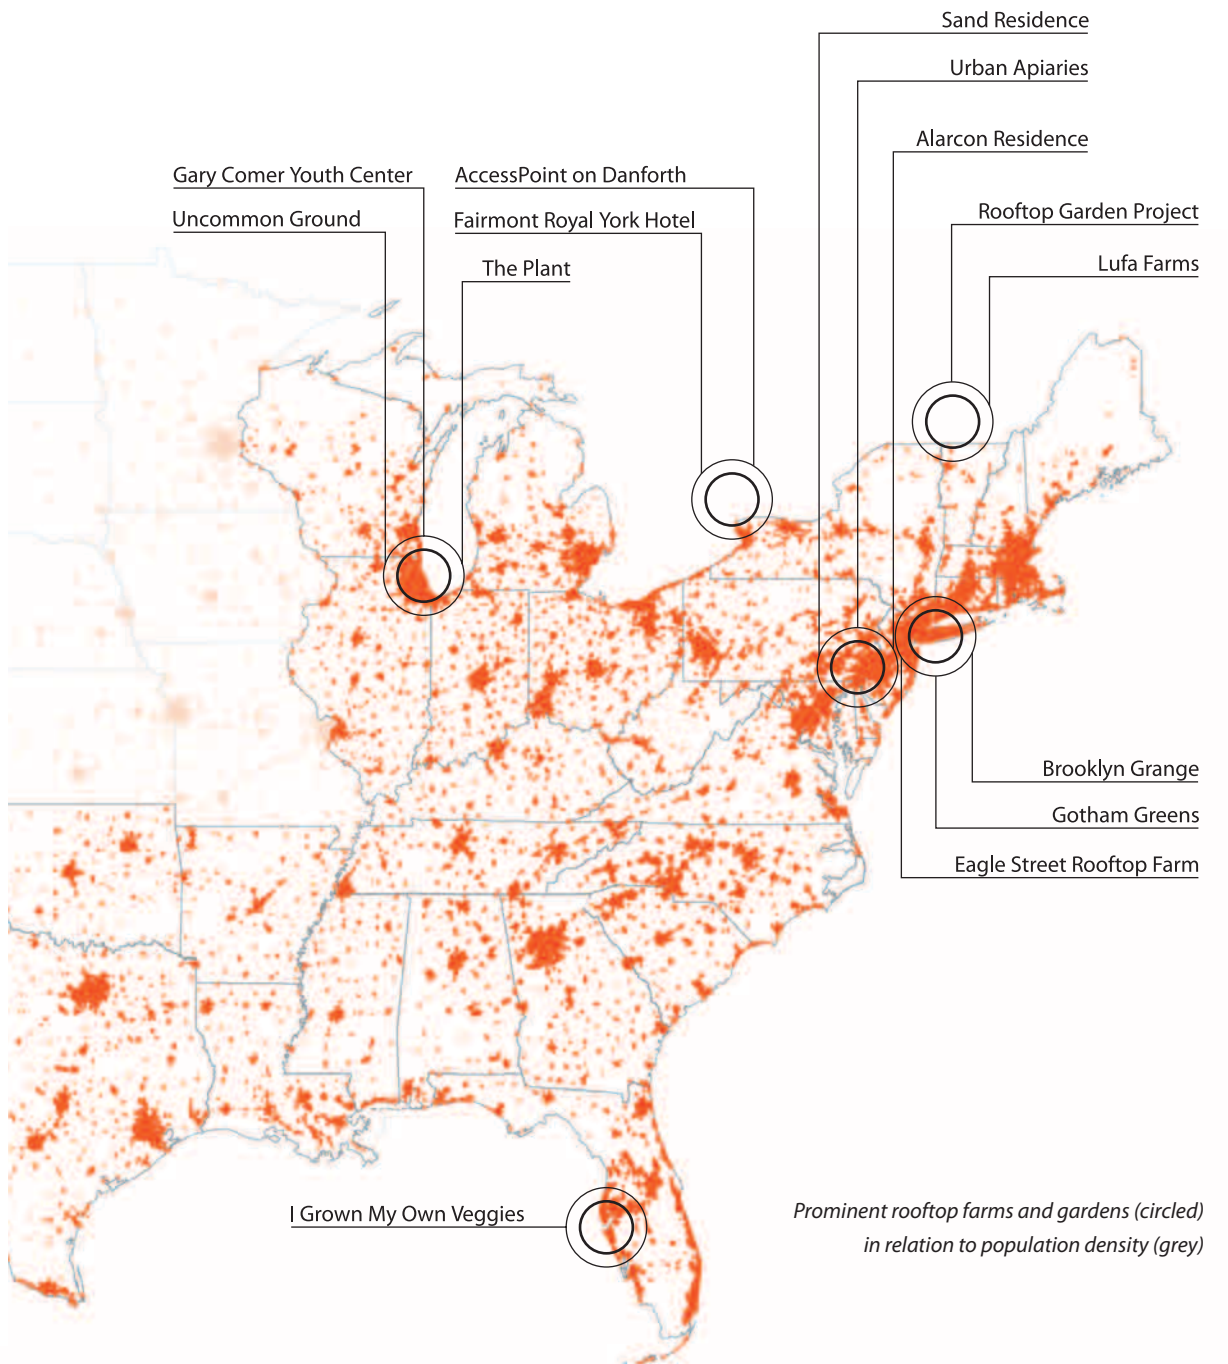 Sand Residence
Urban Apiaries
Alarcon Residence
Gary Comer Youth Center
AccessPoint on Danforth
Uncommon Ground
Fairmont Royal York Hotel
Rooftop Garden Project
The Plant
Lufa Farms
Brooklyn Grange
Gotham Greens
Eagle Street Rooftop Farm
I Grown My Own Veggies
Prominent rooftop farms and gardens (circled)
in relation to population density (grey)